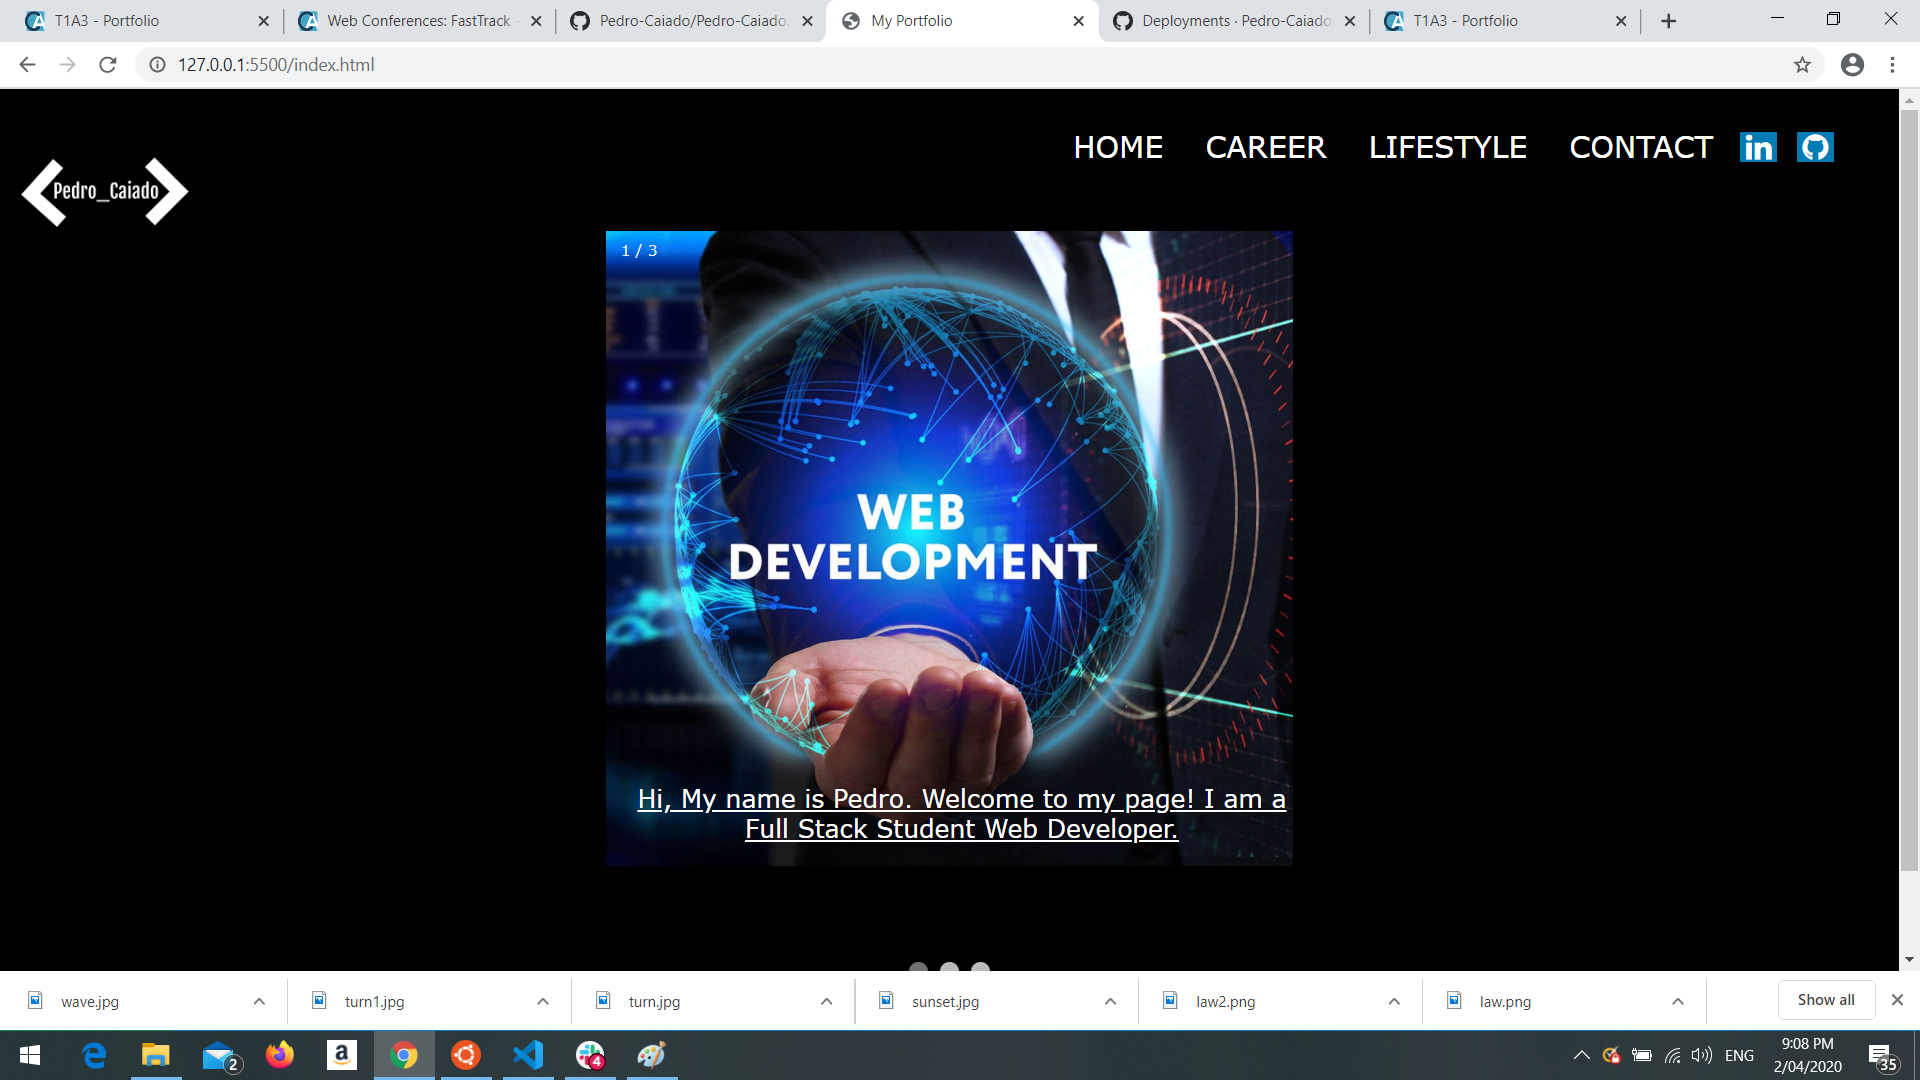 T1A3 - Portfolio
Web Conferences: FastTrack -
Pedro-Caiado/Pedro-Caiado.
My Portfolio
Deployments · Pedro-Caiado
T1A3 - Portfolio
127.0.0.1:5500/index.html
HOME CAREER LIFESTYLE CONTACT in
Pedro_Caiado
1 / 3
WEB
DEVELOPMENT
Hi, My name is Pedro. Welcome to my page! I am a
Full Stack Student Web Developer.
wave.jpg
turn1.jpg
turn.jpg
sunset.jpg
law2.png
law.png
Show all
2
a
4
ENG
9:08 PM
2/04/2020
35